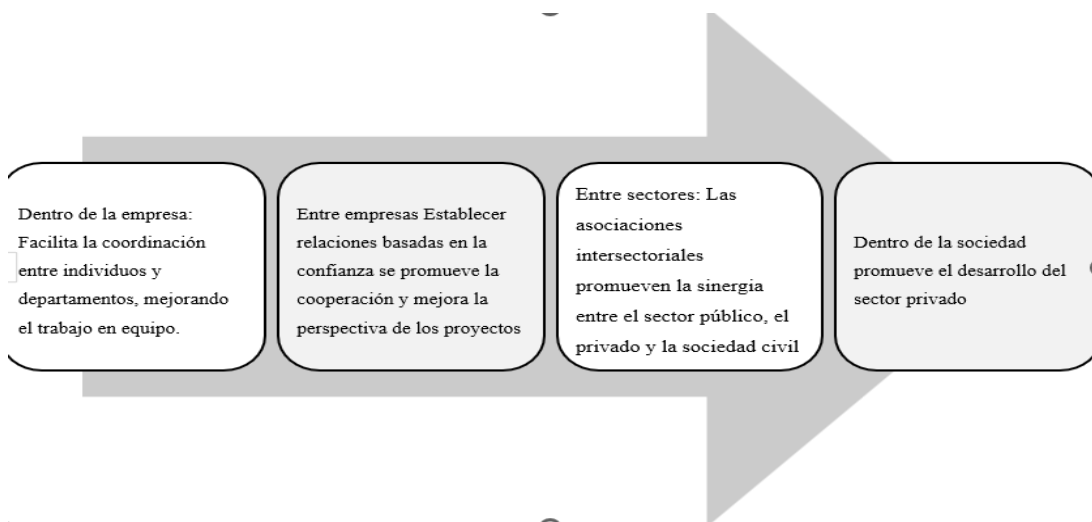 Dentro de la empresa:
Facilita la coordinación
entre individuos y
departamentos, mejorando
el trabajo en equipo.
Entre empresas Establecer
relaciones basadas en la
confíanza se promueve la
cooperación y mejora la
perspectiva de los proyectos
Entre sectores: Las
asociaciones
intersectoriales
promueven la sinergia
entre el sector público, el
privado y la sociedad civil
Dentro de la sociedad
promueve el desarrollo del
sector privado